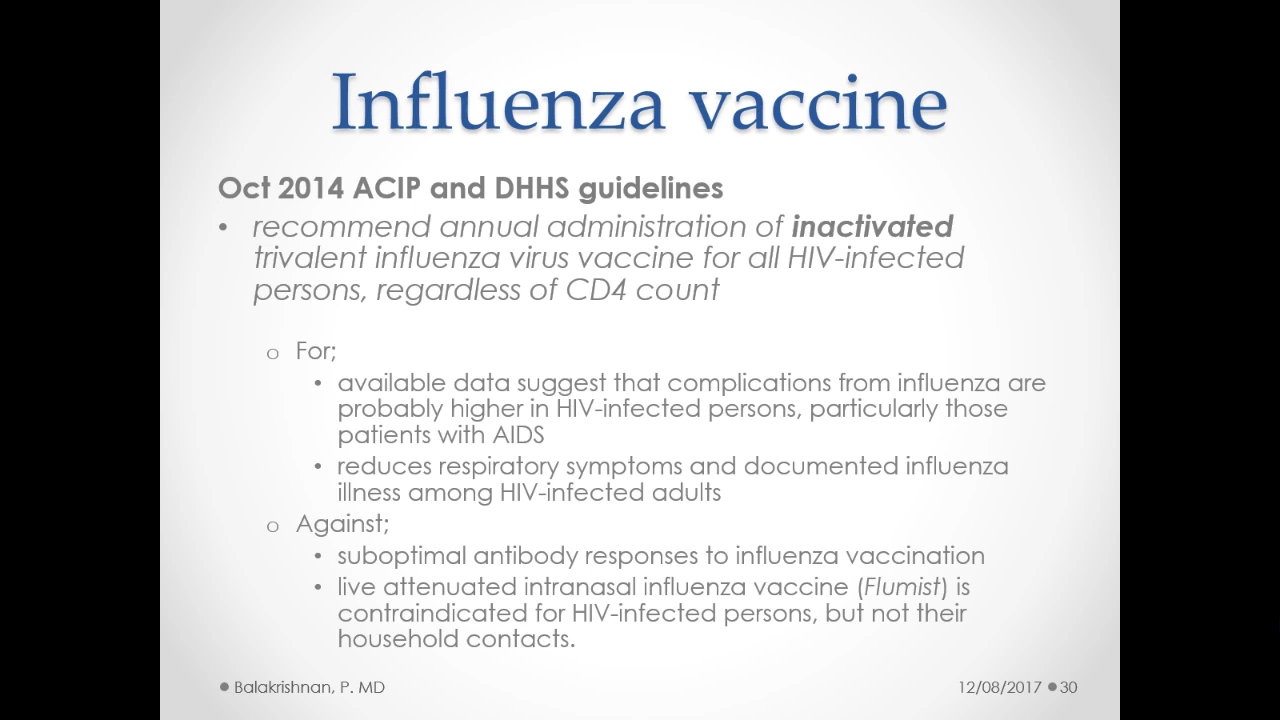 Influenza vaccine
Oct 2014 ACIP and DHHS guidelines
• recommend annual administration of inactivated
trivalent influenza virus vaccine for all HIV-infected
persons, regardless of CD4 count
o For;
• available data suggest that complications from influenza are
probably higher in HIV-infected persons, particularly those
patients with AIDS
• reduces respiratory symptoms and documented influenza
illness among HIV-infected adults
o Against;
• suboptimal antibody responses to influenza vaccination
• live attenuated intranasal influenza vaccine (Flumist) is
contraindicated for HIV-infected persons, but not their
household contacts.
● Balakrishnan, P. MD
12/08/2017 ● 30